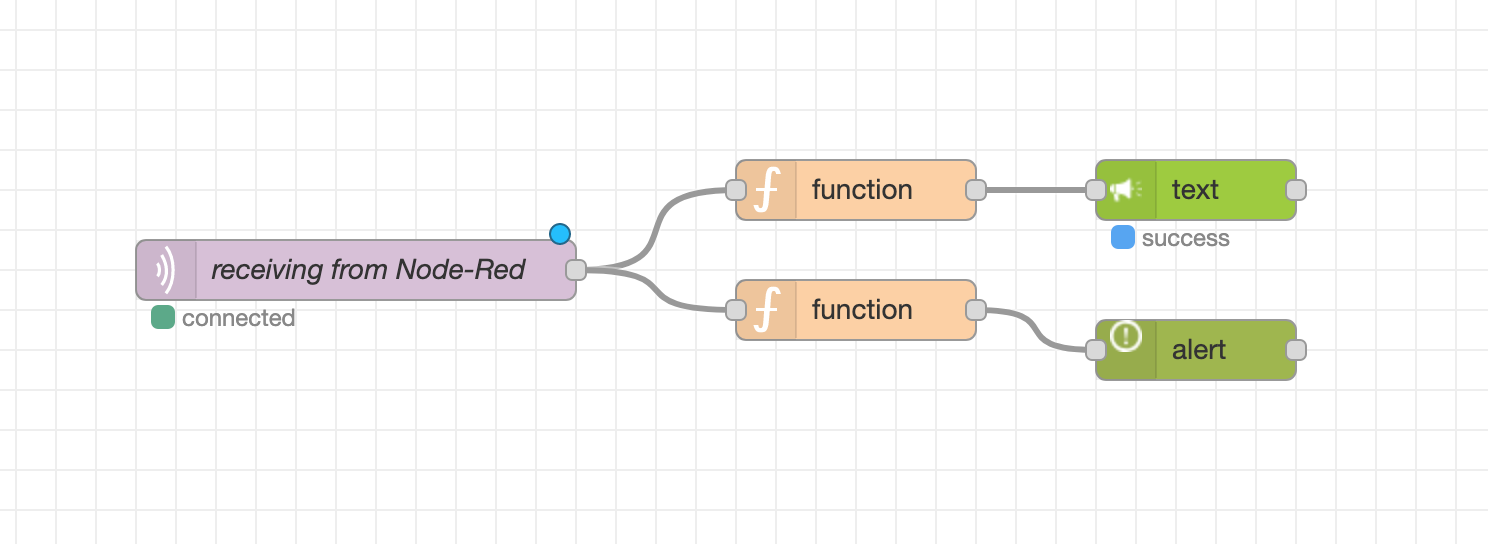 receiving from Node-Red
connected
function
text
success
function
alert